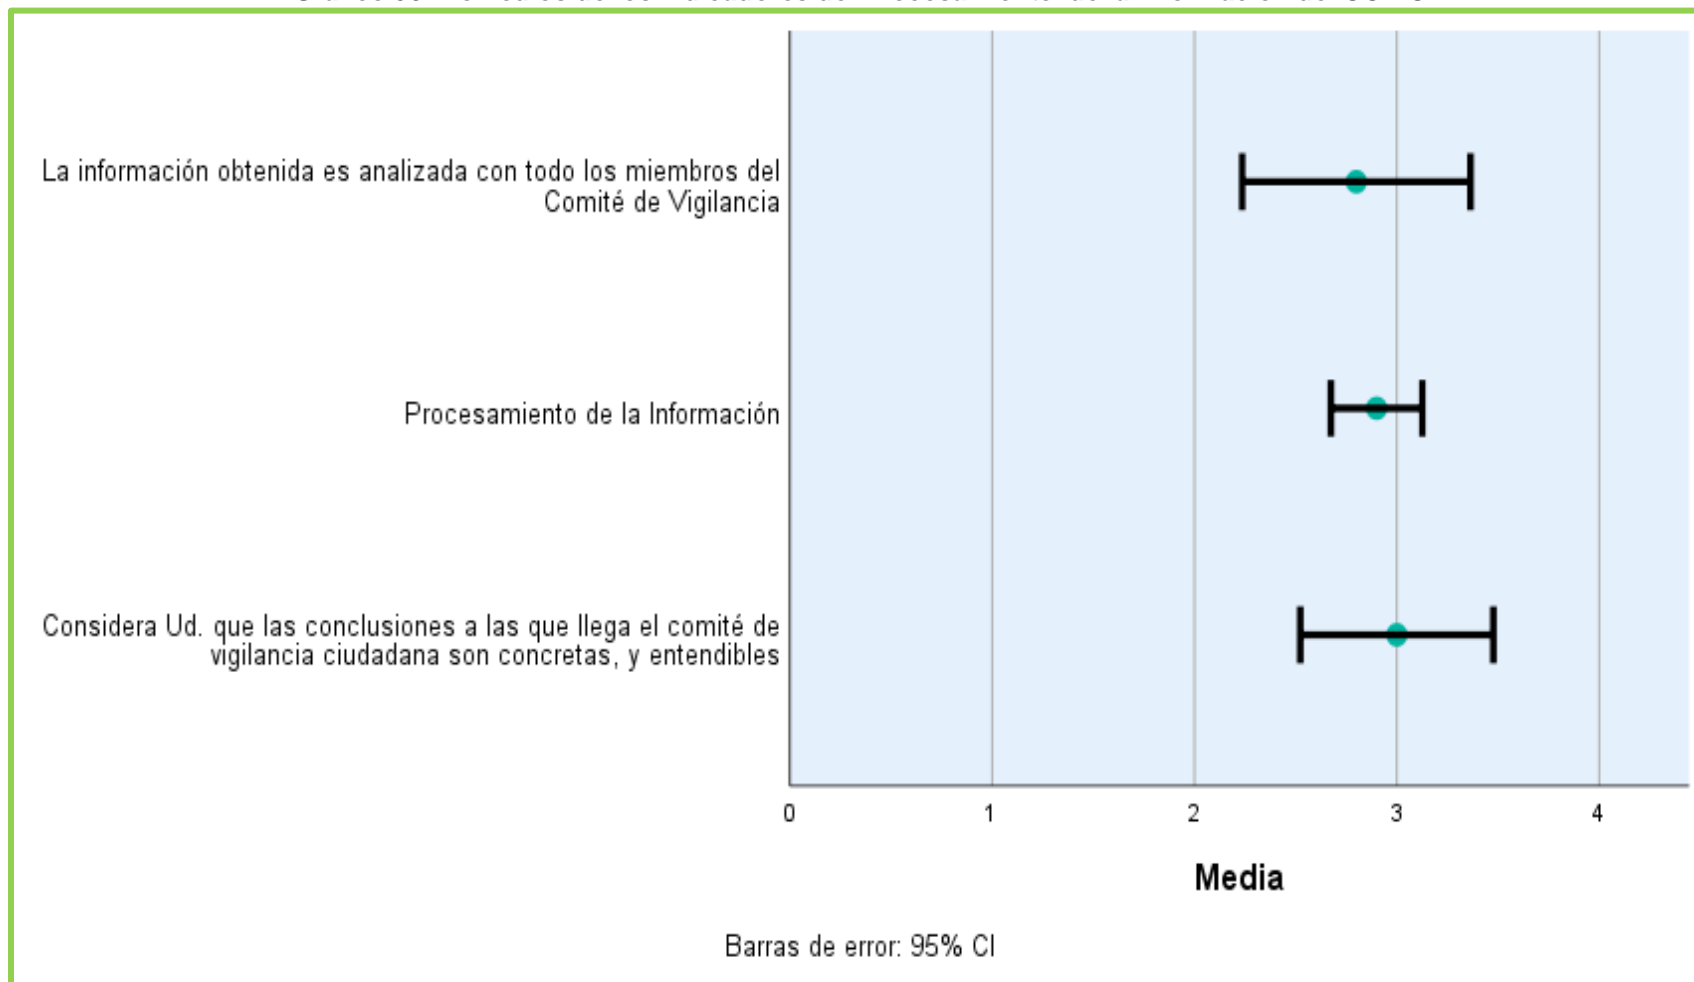 La información obtenida es analizada con todo los miembros del
Comité de Vigilancia
Procesamiento de la Información
Considera Ud. que las conclusiones a las que llega el comité de
vigilancia ciudadana son concretas, y entendibles
0 1 2 3 4
Media
Barras de error: 95% CI